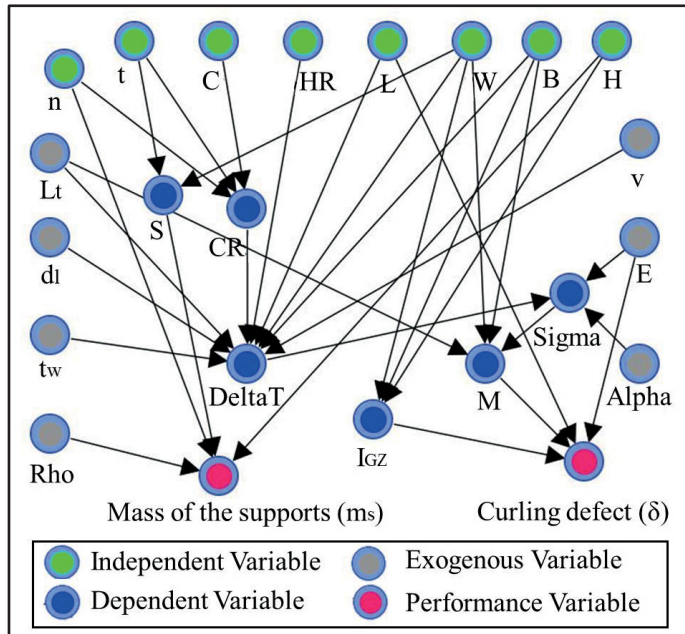 n t C HR L W B H
Lt S CR v
dl E
tw DeltaT M Sigma
Rho IGZ Alpha
Mass of the supports (ms) Curling defect (δ)
Independent Variable Exogenous Variable
Dependent Variable Performance Variable